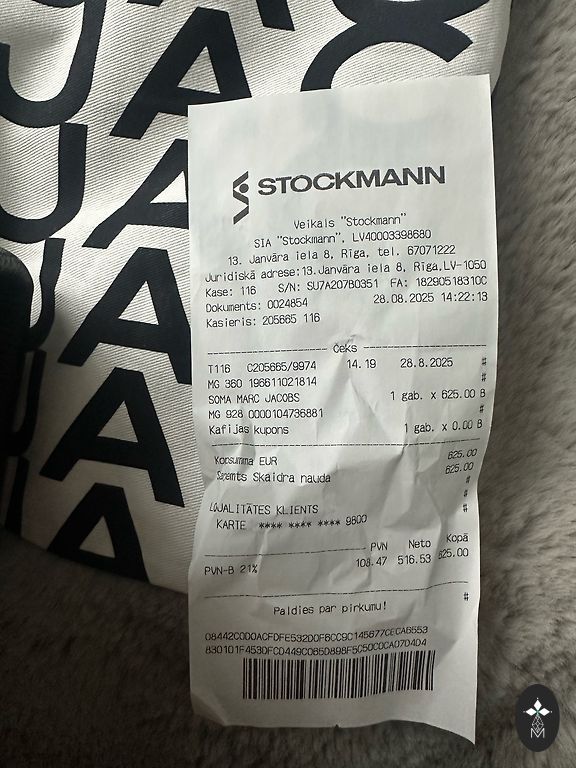 STOCKMANN
Veikals "Stockmann"
SIA "Stockmann", LV40003398680
13. Janvāra iela 8, Rīga, tel. 67071222
Juridiskā adrese:13.Janvāra iela 8, Rīga,LV-1050
Kase: 116 S/N: SU7A207B0351 FA: 18290518310C
Dokuments: 0024854 28.08.2025 14:22:13
Kasieris: 205665 116
Čeks
T116 C205665/9974 14.19 28.8.2025 #
MG 360 196611021814 #
SOMA MARC JACOBS 1 gab. x 625.00 B
MG 928 0000104736881 #
Kafijas kupons 1 gab. x 0.00 B
Kopsumma EUR 625.00
Saņemts Skaidra nauda 625.00
#
LOJALITĀTES KLIENTS #
KARTE **** **** **** 9800 #
PVN Neto Kopā
PVN-B 21% 108.47 516.53 625.00
Paldies par pirkumu! #
M